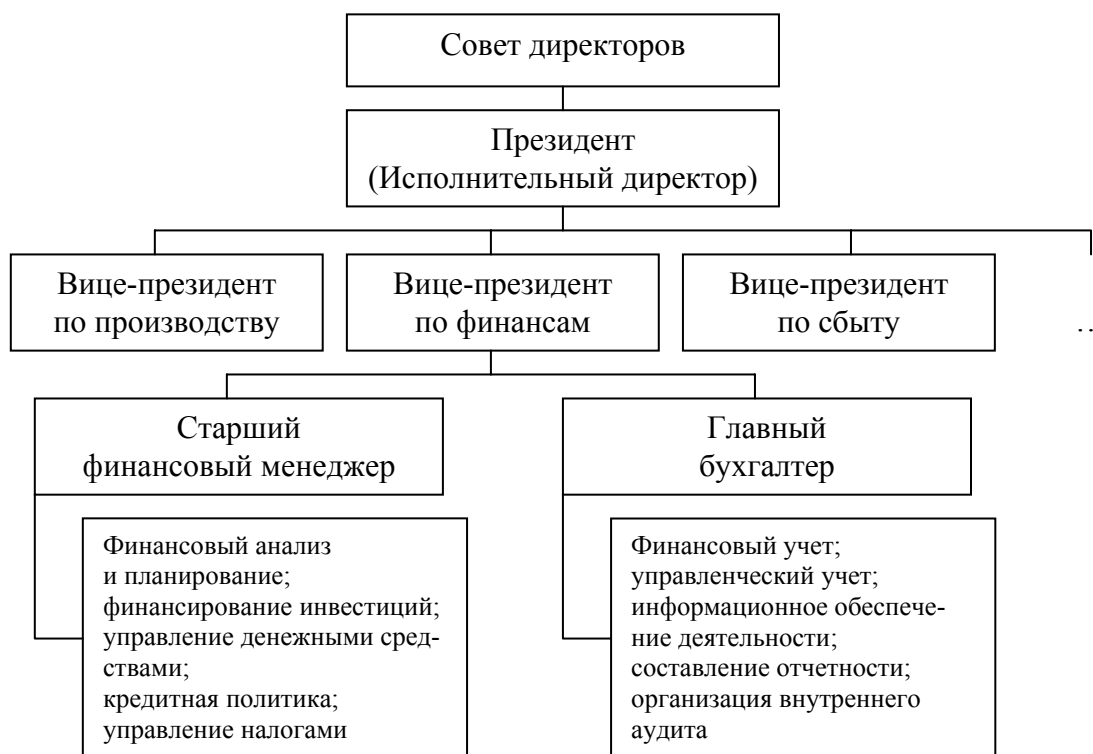 Совет директоров
Президент
(Исполнительный директор)
Вице-президент
по производству
Вице-президент
по финансам
Вице-президент
по сбыту
..
Старший
финансовый менеджер
Главный
бухгалтер
Финансовый анализ
и планирование;
финансирование инвестиций;
управление денежными сред-
ствами;
кредитная политика;
управление налогами
Финансовый учет;
управленческий учет;
информационное обеспече-
ние деятельности;
составление отчетности;
организация внутреннего
аудита